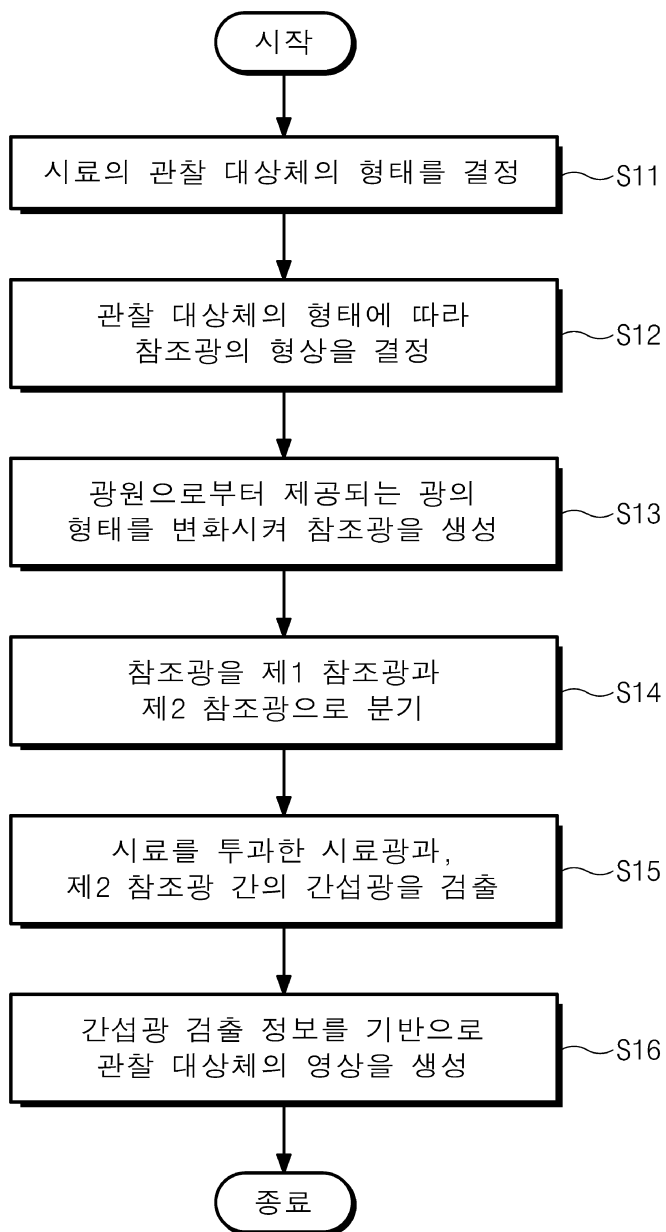 시작
시료의 관찰 대상체의 형태를 결정
S11
관찰 대상체의 형태에 따라
참조광의 형상을 결정
S12
광원으로부터 제공되는 광의
형태를 변화시켜 참조광을 생성
S13
참조광을 제1 참조광과
제2 참조광으로 분기
S14
시료를 투과한 시료광과,
제2 참조광 간의 간섭광을 검출
S15
간섭광 검출 정보를 기반으로
관찰 대상체의 영상을 생성
S16
종료